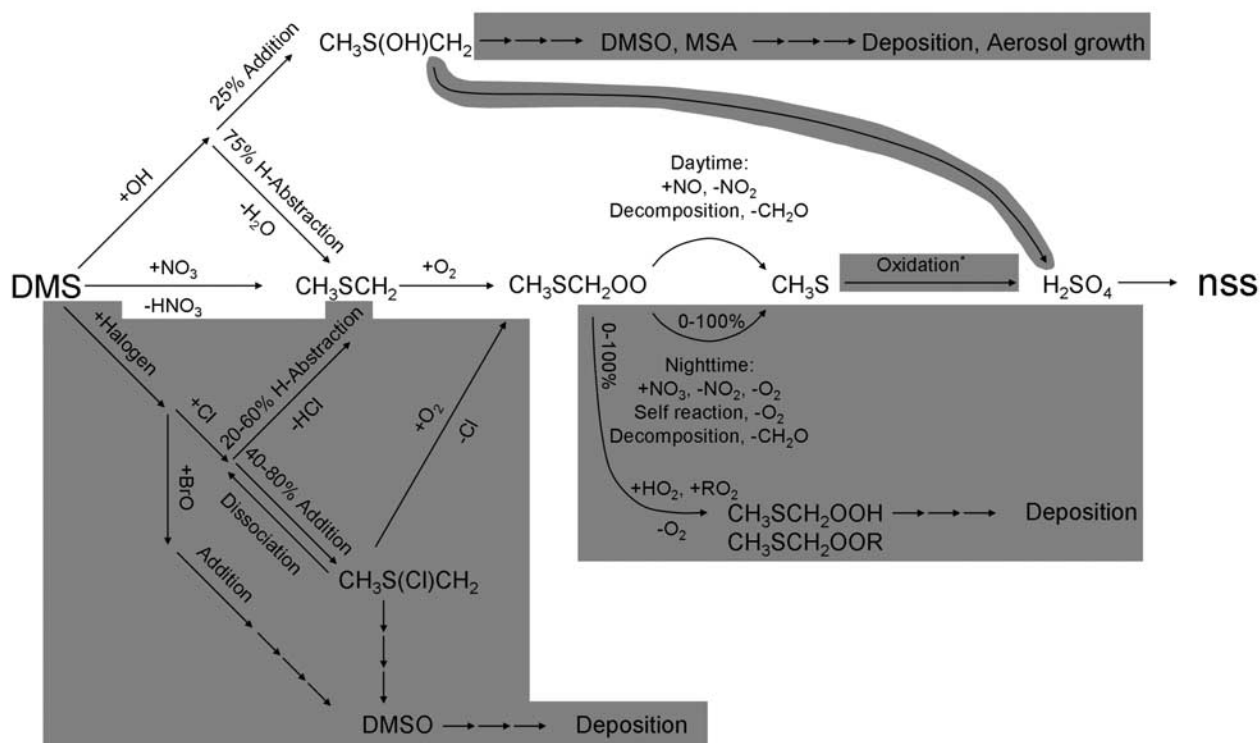 CH₃S(OH)CH₂
DMSO, MSA
Deposition, Aerosol growth
25% Addition
75% H-Abstraction
+OH
-H₂O
Daytime:
+NO, -NO₂
Decomposition, -CH₂O
DMS
+NO₃
-HNO₃
CH₃SCH₂
+O₂
CH₃SCH₂OO
CH₃S
Oxidation*
H₂SO₄
nss
+Halogen
+Cl
20-60% H-Abstraction
-HCl
+O₂
-Cl
0-100%
0-100%
Nighttime:
+NO₃, -NO₂, -O₂
Self reaction, -O₂
Decomposition, -CH₂O
+BrO
40-80% Addition
Dissociation
+HO₂, +RO₂
-O₂
CH₃SCH₂OOH
CH₃SCH₂OOR
Deposition
Addition
CH₃S(Cl)CH₂
DMSO
Deposition